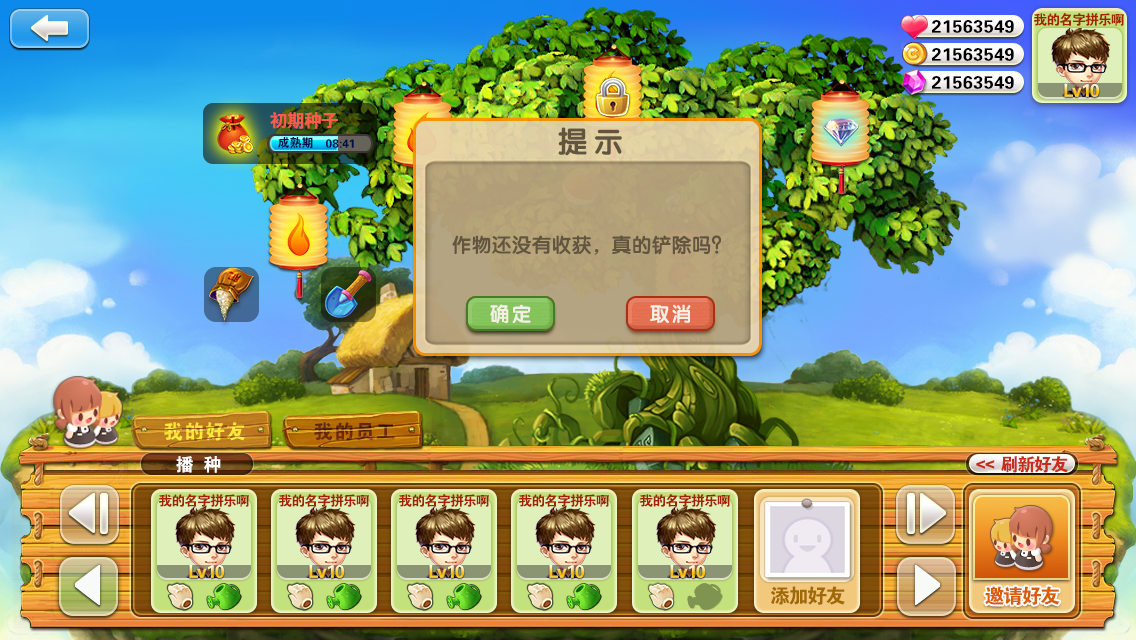 21563549
21563549
21563549
我的名字拼乐啊
Lv10
初期种子
成熟期 08:41
提示
作物还没有收获，真的铲除吗？
确定
取消
我的好友
我的员工
播种
<< 刷新好友
我的名字拼乐啊
我的名字拼乐啊
我的名字拼乐啊
我的名字拼乐啊
我的名字拼乐啊
Lv10
Lv10
Lv10
Lv10
Lv10
添加好友
邀请好友